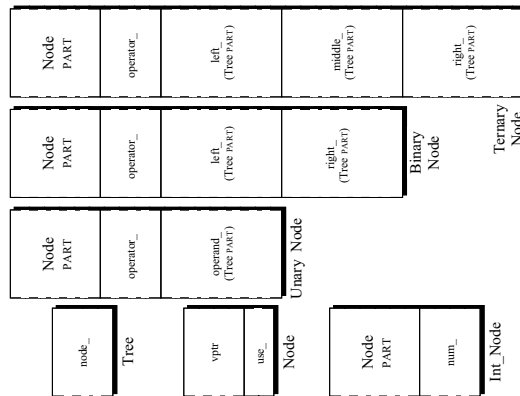 node_
Tree
vptr
use_
Node
Node
PART
num_
Int_Node
Node
PART
operator_
operand_
(Tree PART)
Unary Node
Node
PART
operator_
left_
(Tree PART)
right_
(Tree PART)
Binary
Node
Node
PART
operator_
left_
(Tree PART)
middle_
(Tree PART)
right_
(Tree PART)
Ternary
Node